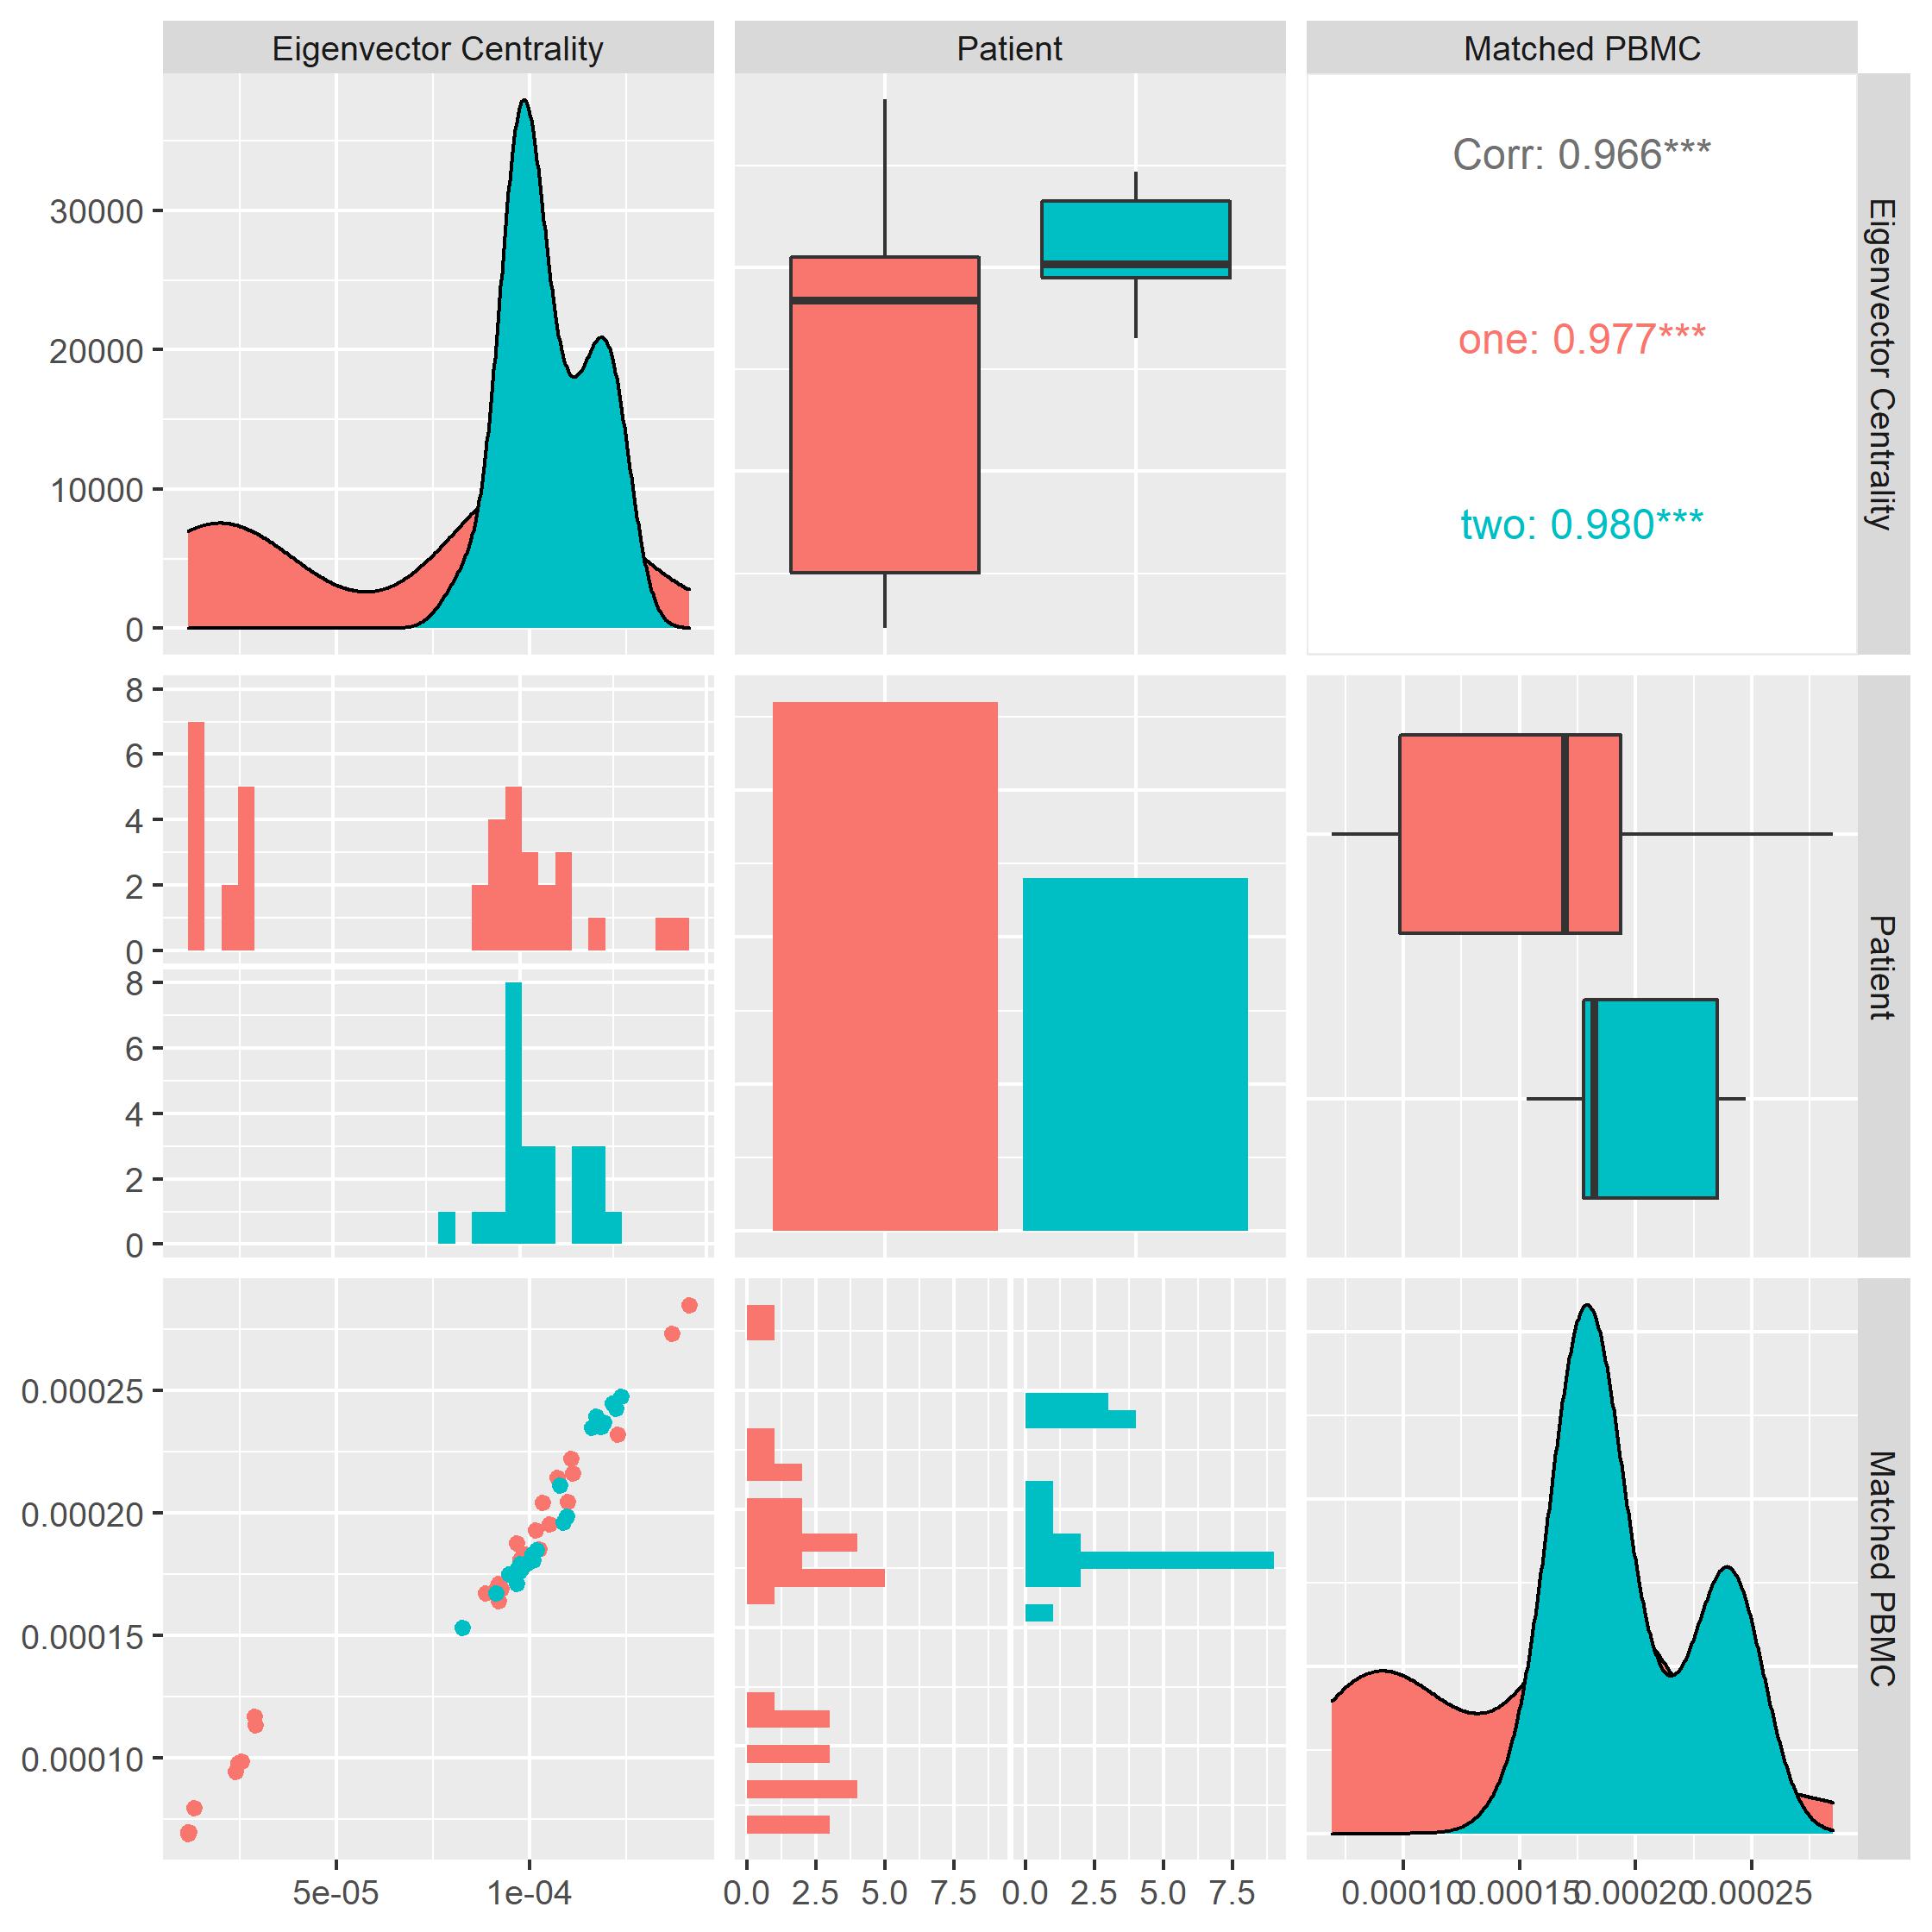 Eigenvector Centrality
Patient
Matched PBMC
30000
20000
10000
0
Corr: 0.966***
one: 0.977***
two: 0.980***
Eigenvector Centrality
8
6
4
2
0
8
6
4
2
0
Patient
0.00025
0.00020
0.00015
0.00010
Matched PBMC
5e-05 1e-04
0.0 2.5 5.0 7.5 0.0 2.5 5.0 7.5
0.00010 0.00015 0.00020 0.00025